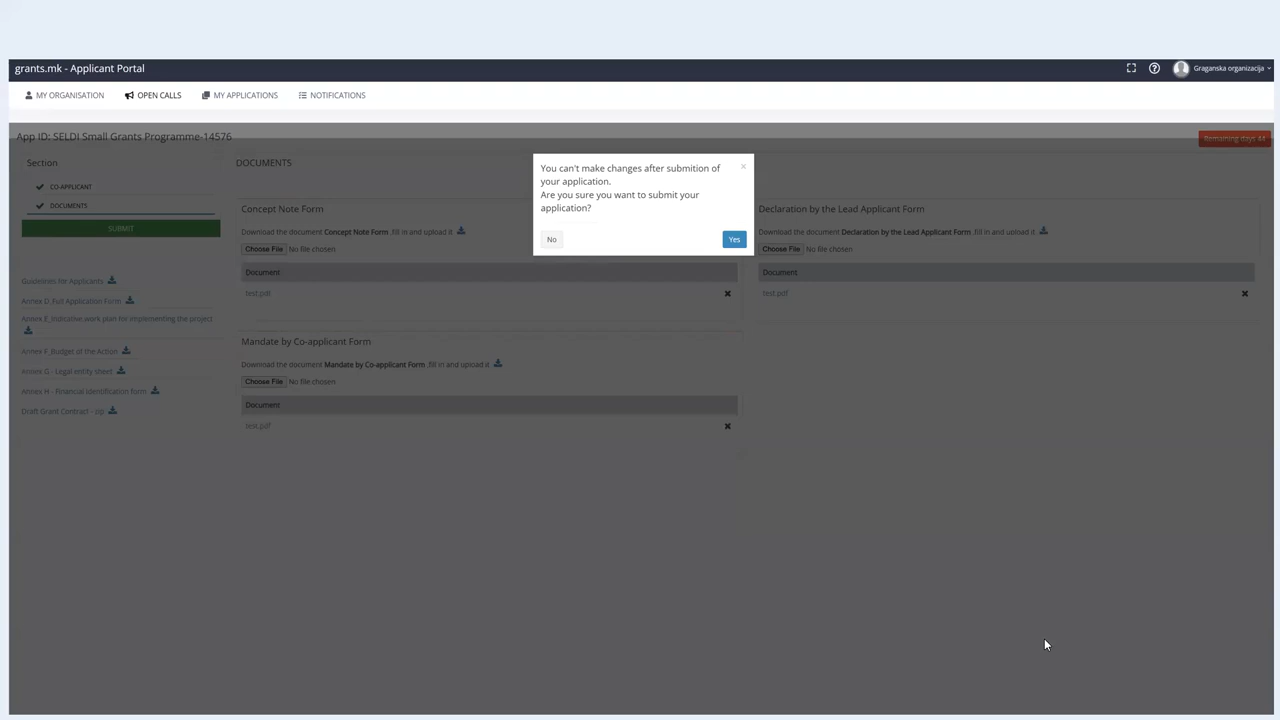 grants.mk - Applicant Portal
Graganska organizacija
MY ORGANISATION
OPEN CALLS
MY APPLICATIONS
NOTIFICATIONS
App ID: SELDI Small Grants Programme-14576
Remaining days 44
Section
CO-APPLICANT
DOCUMENTS
SUBMIT
Guidelines for Applicants
Annex D_Full Application Form
Annex E_Indicative work plan for implementing the project
Annex F_Budget of the Action
Annex G - Legal entity sheet
Annex H - Financial identification form
Draft Grant Contract - zip
DOCUMENTS
You can't make changes after submition of
your application.
Are you sure you want to submit your
application?
×
No
Yes
Concept Note Form
Download the document Concept Note Form ,fill in and upload it
Choose File No file chosen
Document
test.pdf
Declaration by the Lead Applicant Form
Download the document Declaration by the Lead Applicant Form ,fill in and upload it
Choose File No file chosen
Document
test.pdf
Mandate by Co-applicant Form
Download the document Mandate by Co-applicant Form ,fill in and upload it
Choose File No file chosen
Document
test.pdf